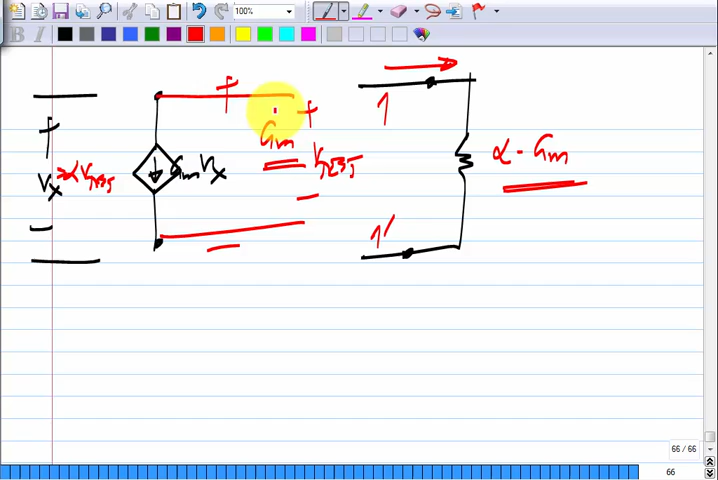 100%
B I
+
+
+
1
Gm
Vx = α Vtest
Gm Vx
Vtest
α · Gm
1'
66 / 66
66